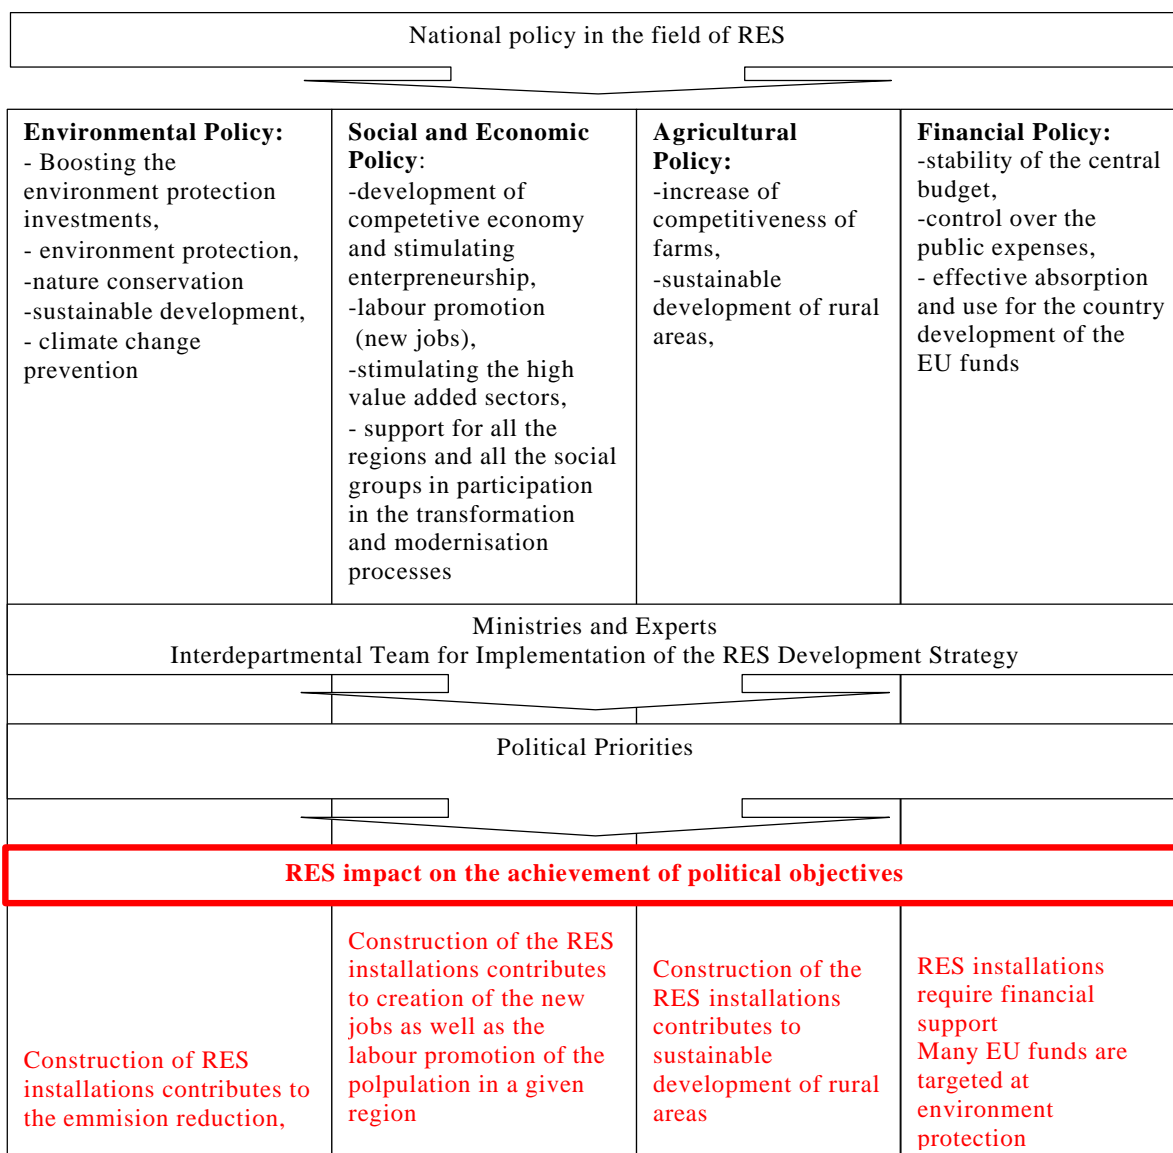 National policy in the field of RES
Environmental Policy:
- Boosting the
environment protection
investments,
- environment protection,
-nature conservation
-sustainable development,
- climate change
prevention
Social and Economic
Policy:
-development of
competetive economy
and stimulating
enterpreneurship,
-labour promotion
(new jobs),
-stimulating the high
value added sectors,
- support for all the
regions and all the social
groups in participation
in the transformation
and modernisation
processes
Agricultural
Policy:
-increase of
competitiveness of
farms,
-sustainable
development of rural
areas,
Financial Policy:
-stability of the central
budget,
-control over the
public expenses,
- effective absorption
and use for the country
development of the
EU funds
Ministries and Experts
Interdepartmental Team for Implementation of the RES Development Strategy
Political Priorities
RES impact on the achievement of political objectives
Construction of RES
installations contributes to
the emmision reduction,
Construction of the RES
installations contributes
to creation of the new
jobs as well as the
labour promotion of the
polpulation in a given
region
Construction of the
RES installations
contributes to
sustainable
development of rural
areas
RES installations
require financial
support
Many EU funds are
targeted at
environment
protection